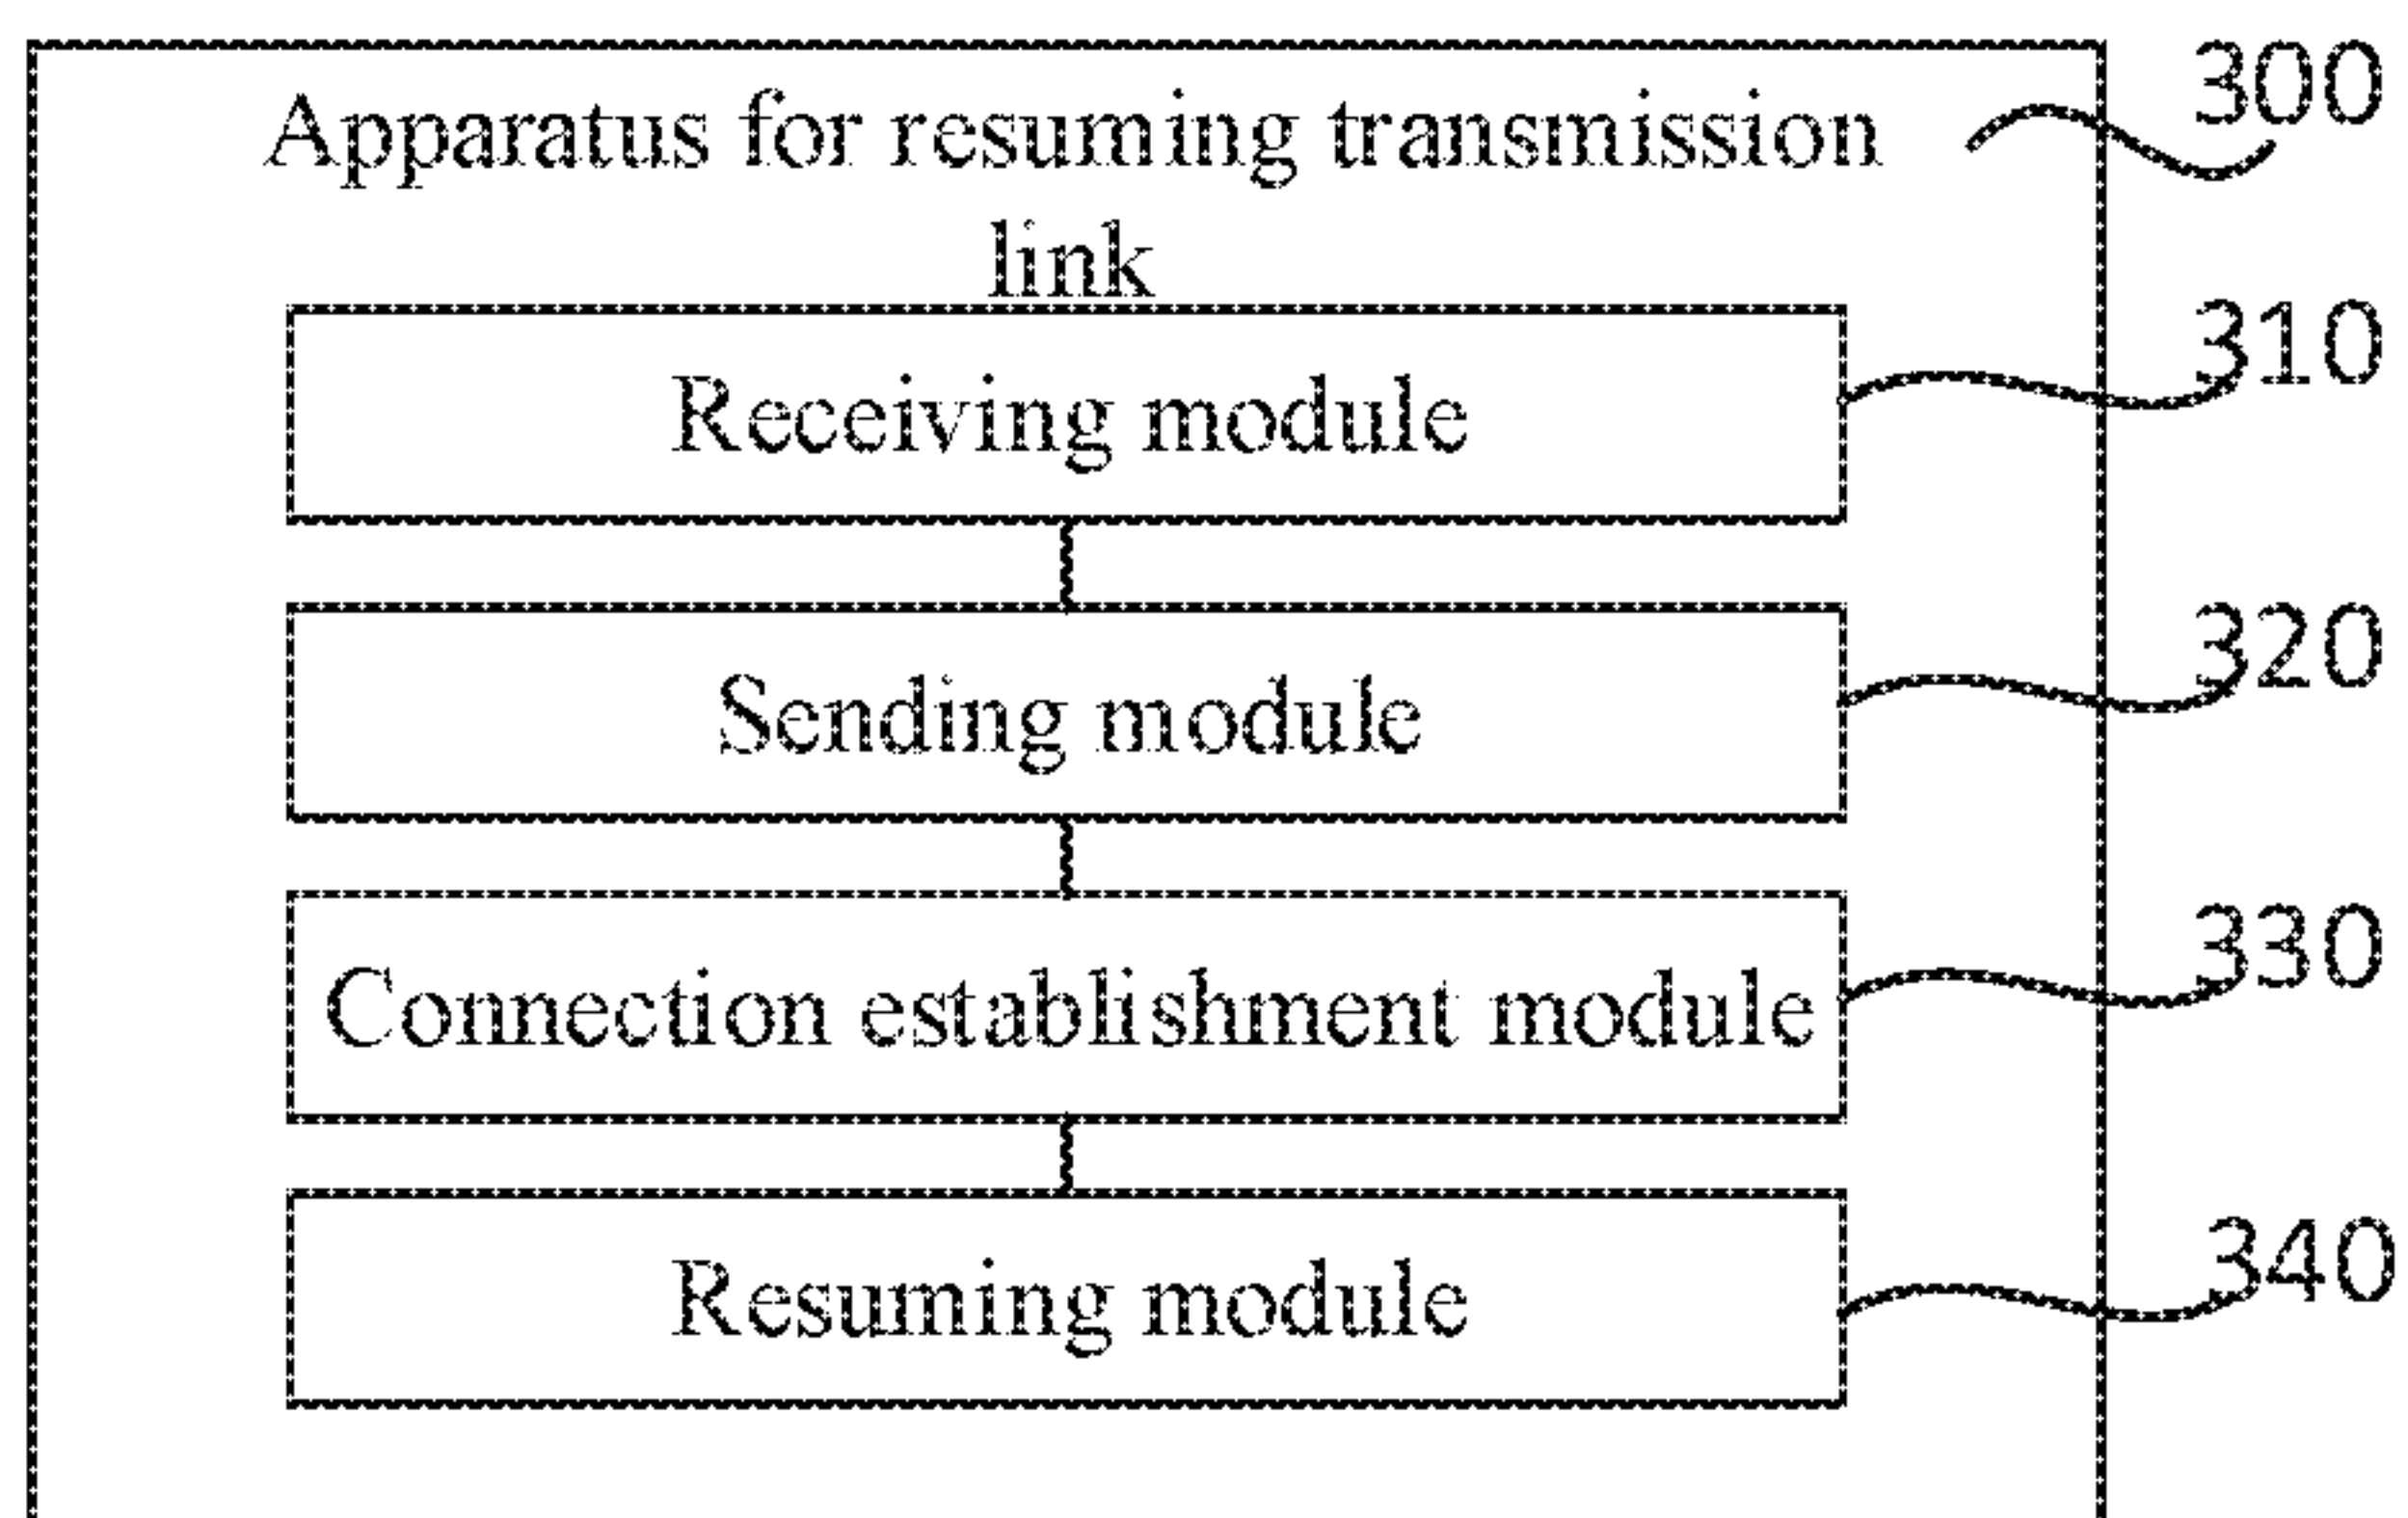 Apparatus for resuming transmission
link
300
Receiving module
310
Sending module
320
Connection establishment module
330
Resuming module
340